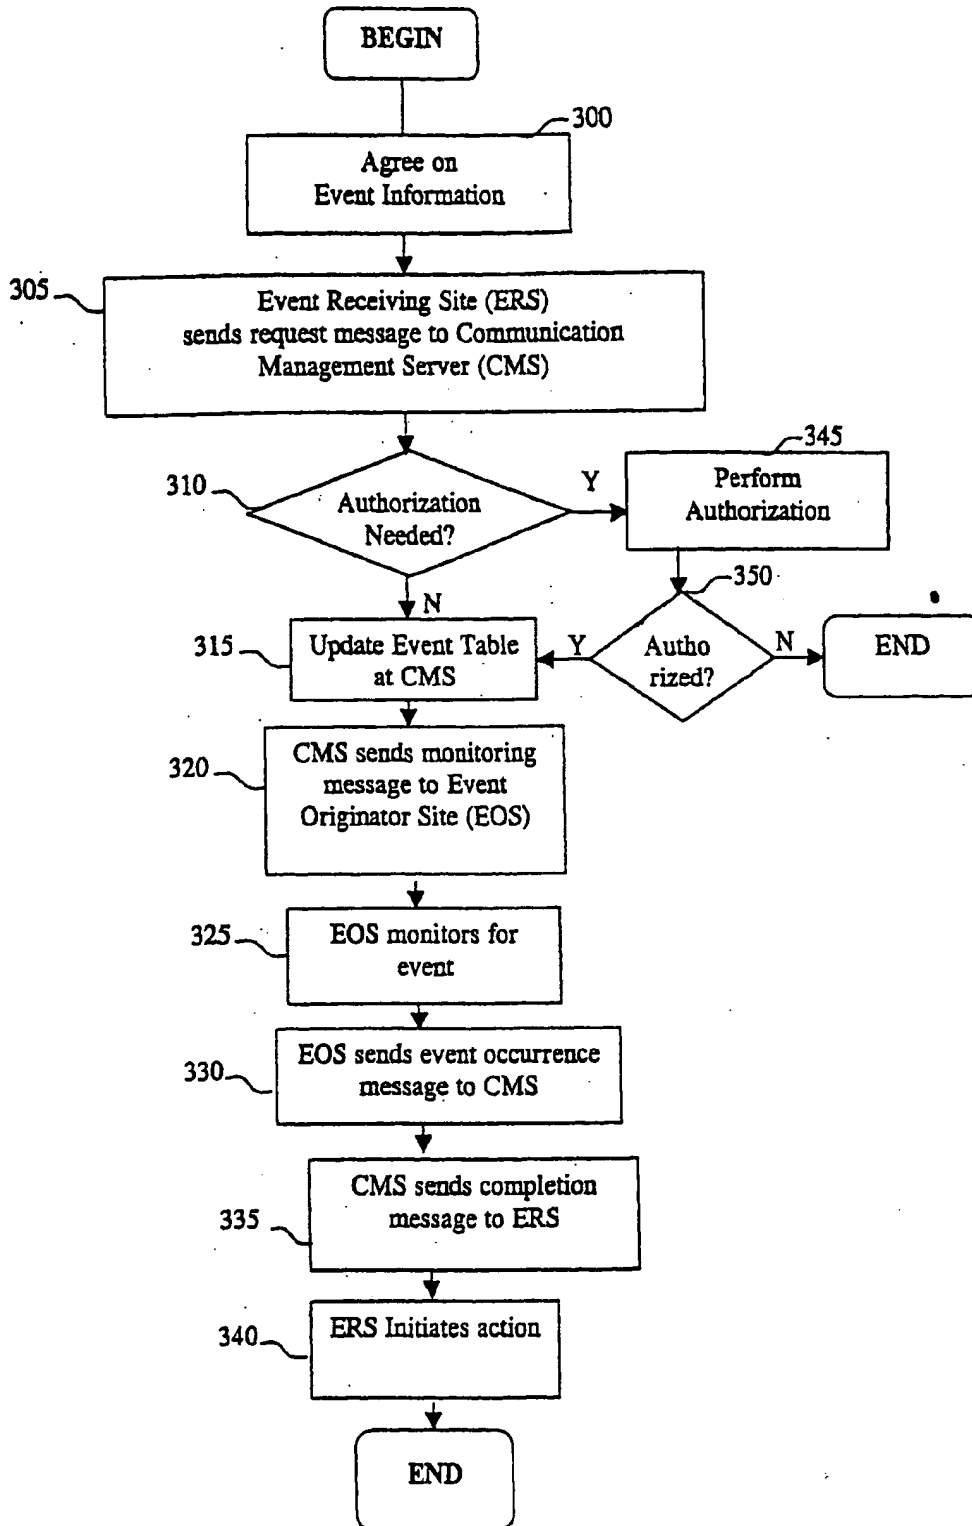 BEGIN
300
Agree on
Event Information
305
Event Receiving Site (ERS)
sends request message to Communication
Management Server (CMS)
310
Authorization
Needed?
Y
345
Perform
Authorization
N
350
Autho
rized?
Y
N
END
315
Update Event Table
at CMS
320
CMS sends monitoring
message to Event
Originator Site (EOS)
325
EOS monitors for
event
330
EOS sends event occurrence
message to CMS
335
CMS sends completion
message to ERS
340
ERS Initiates action
END